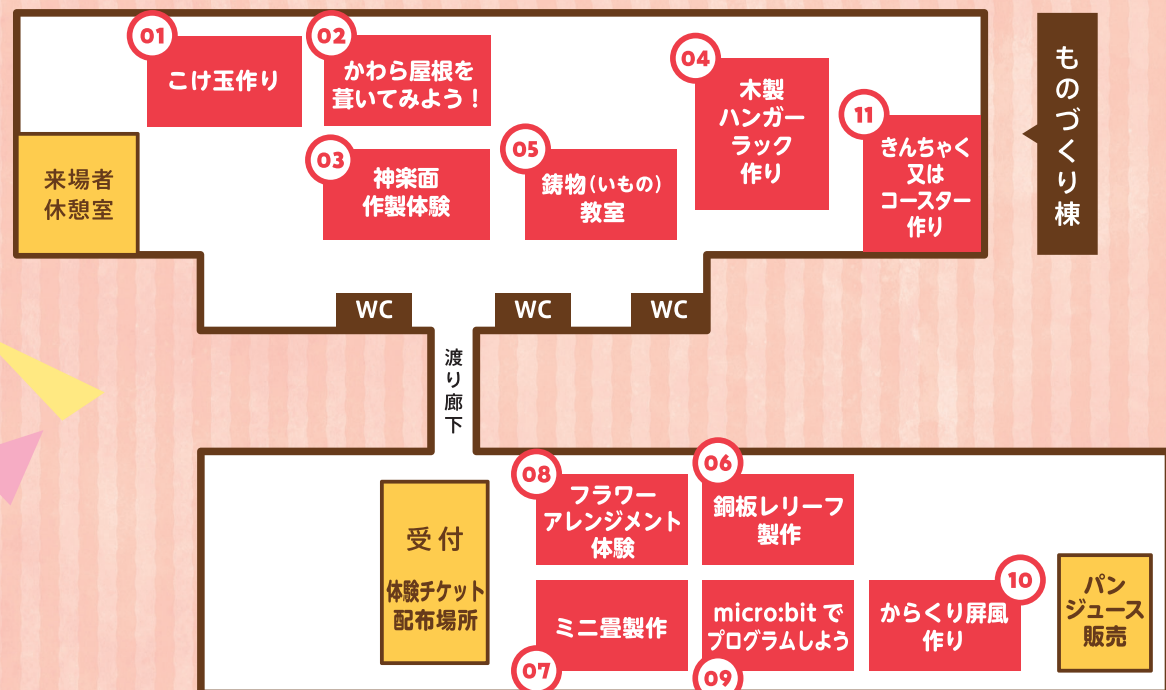 01
こけ玉作り
02
かわら屋根を
葺いてみよう！
04
木製
ハンガー
ラック
作り
11
きんちゃく
又は
コースター
作り
ものづくり棟
来場者
休憩室
03
神楽面
作製体験
05
鋳物(いもの)
教室
WC
WC
WC
渡り廊下
受付
体験チケット
配布場所
08
フラワー
アレンジメント
体験
06
銅板レリーフ
製作
ミニ畳製作
07
micro:bit で
プログラムしよう
09
10
からくり屏風
作り
パン
ジュース
販売